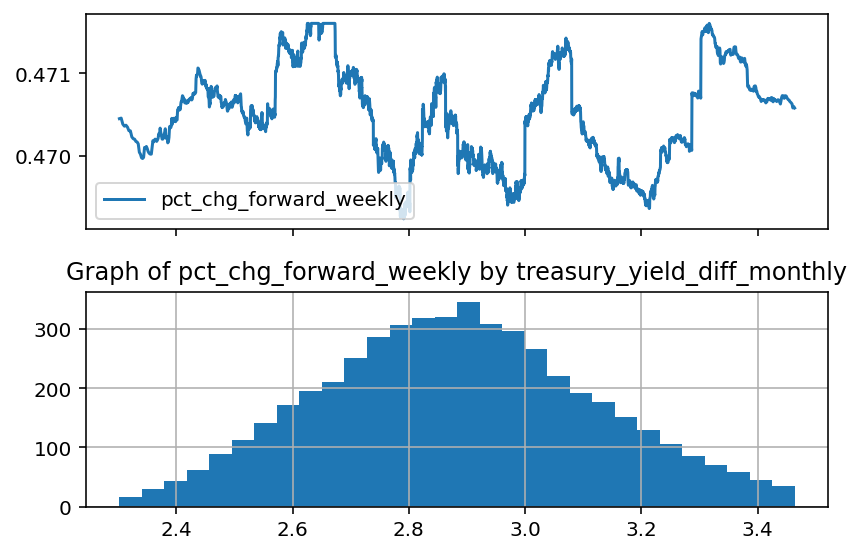 0.471
0.470
pct_chg_forward_weekly
Graph of pct_chg_forward_weekly by treasury_yield_diff_monthly
300
200
100
0
2.4 2.6 2.8 3.0 3.2 3.4